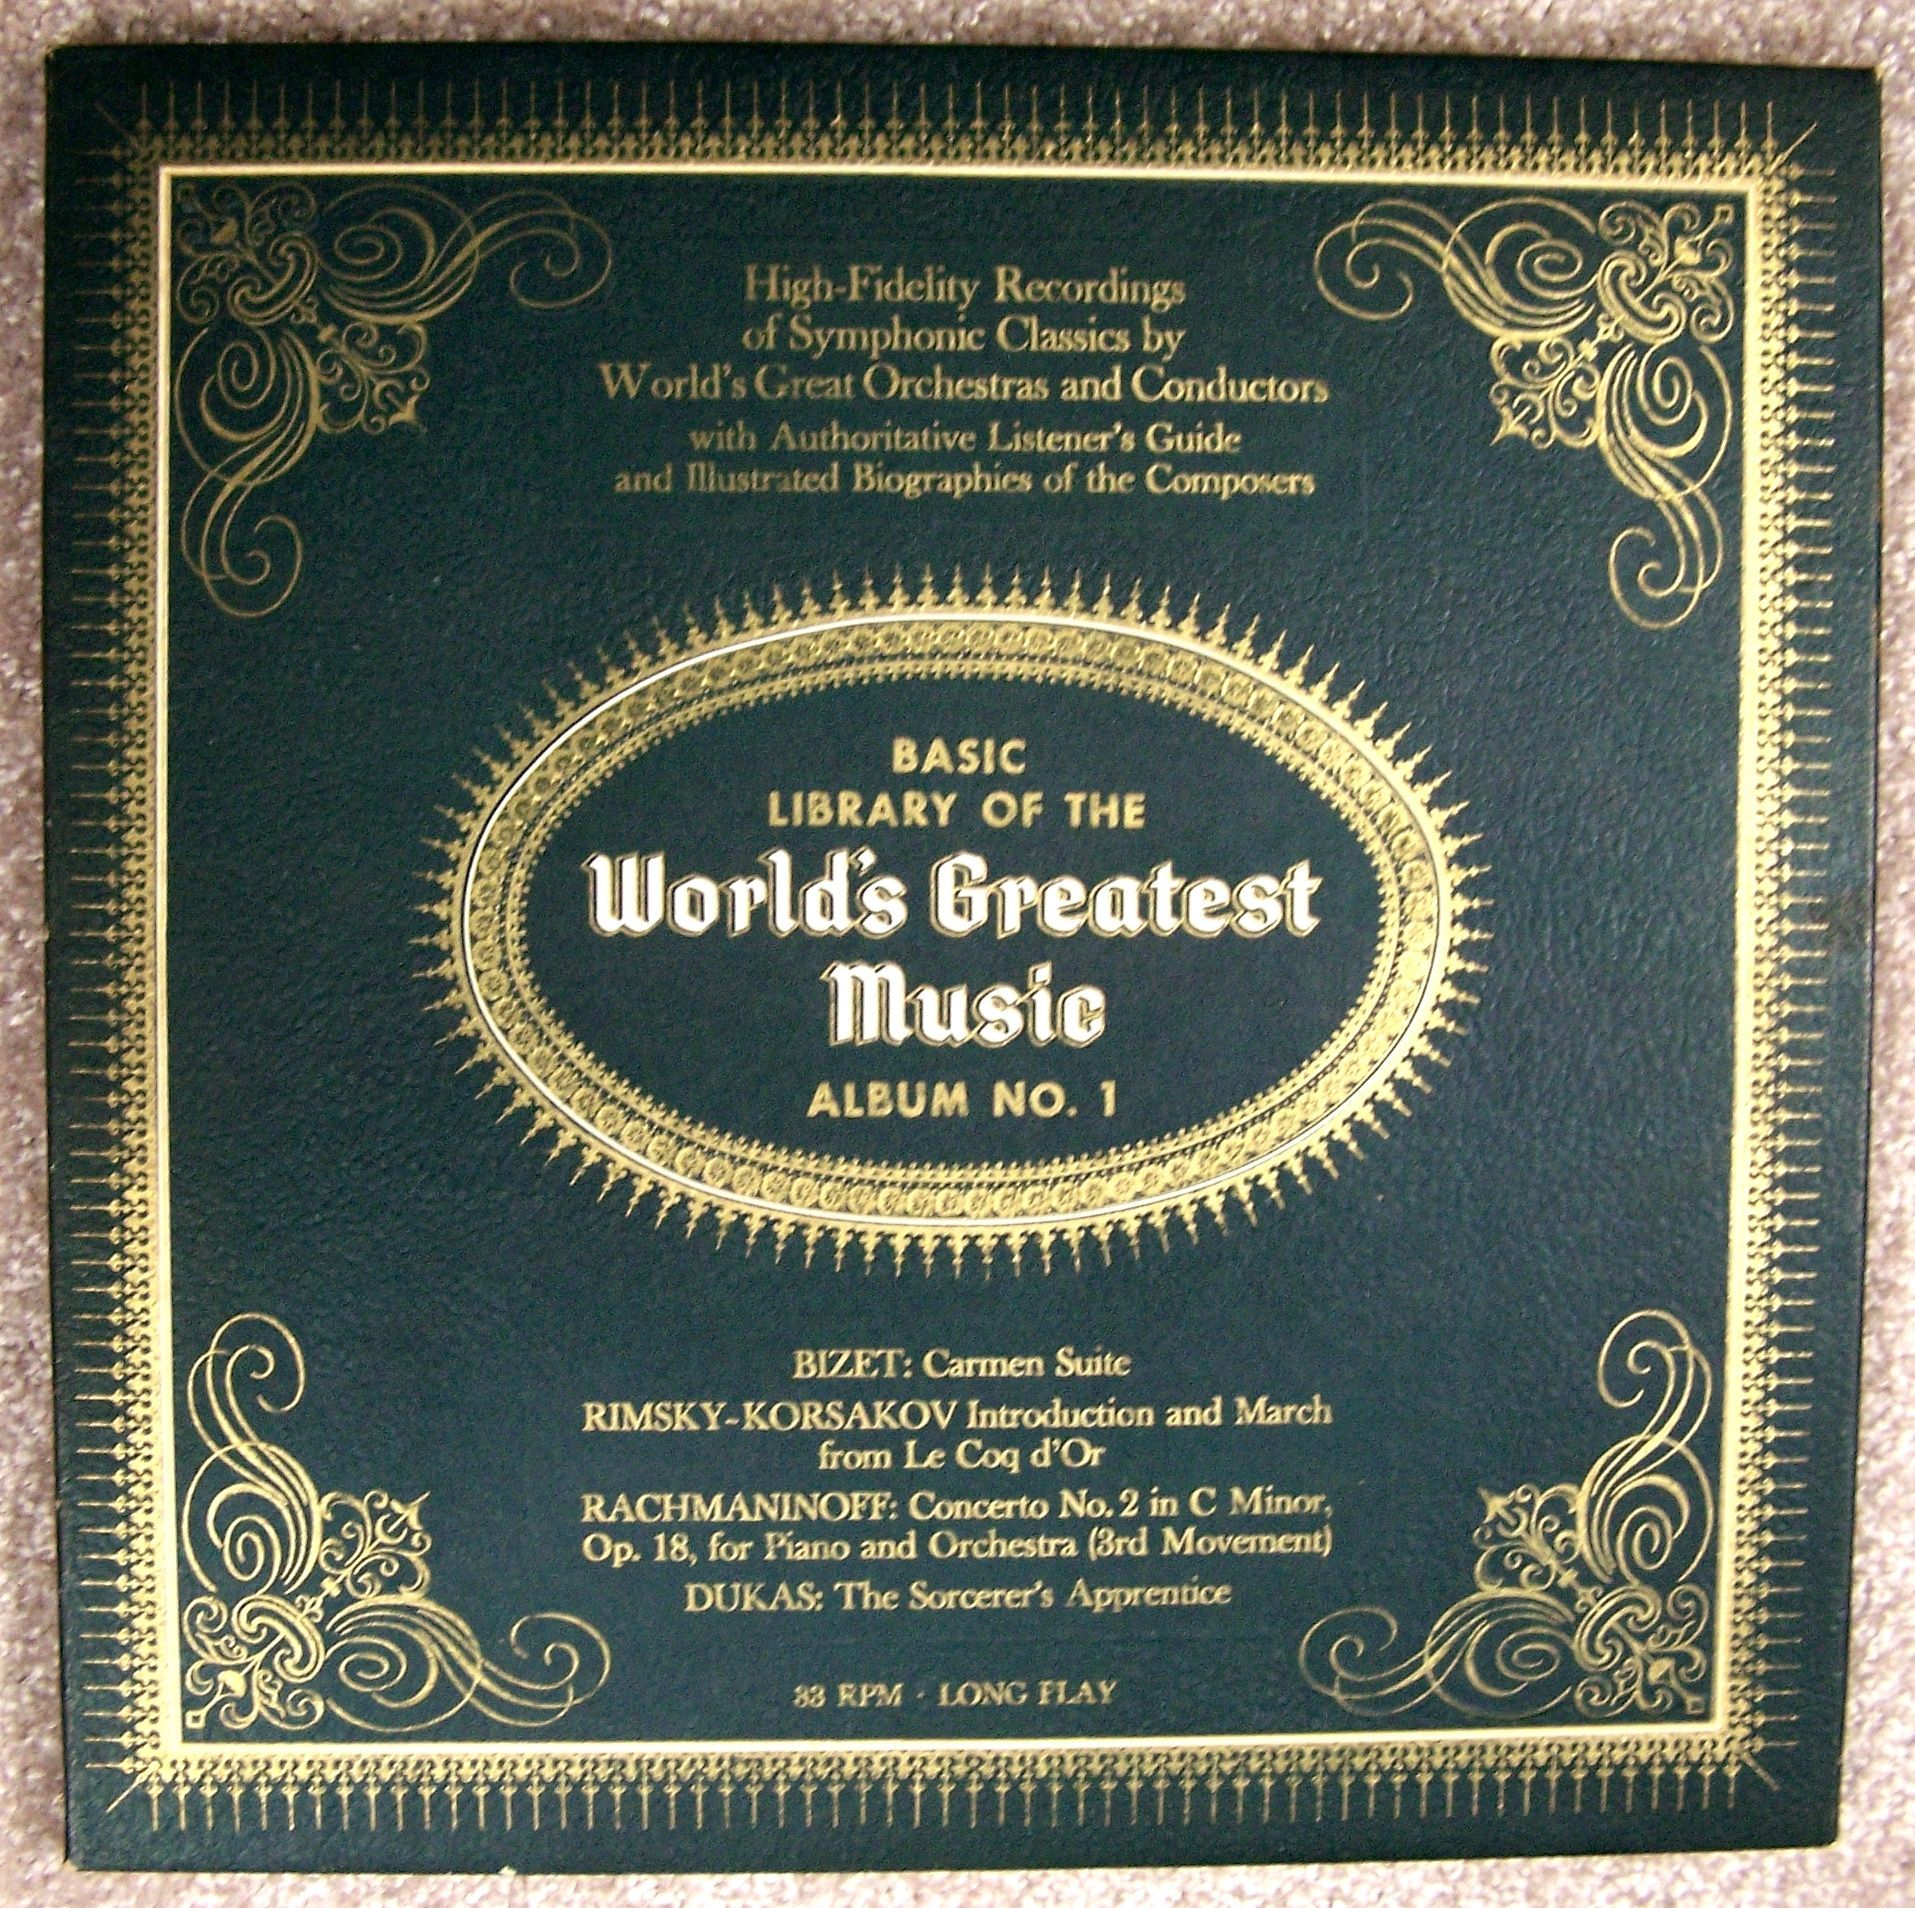 High-Fidelity Recordings
of Symphonic Classics by
World's Great Orchestras and Conductors
with Authoritative Listener's Guide
and Illustrated Biographies of the Composers
BASIC
LIBRARY OF THE
World's Greatest
Music
ALBUM NO. 1
BIZET: Carmen Suite
RIMSKY-KORSAKOV Introduction and March
from Le Coq d'Or
RACHMANINOFF: Concerto No. 2 in C Minor,
Op. 18, for Piano and Orchestra (3rd Movement)
DUKAS: The Sorcerer's Apprentice
33 RPM · LONG PLAY